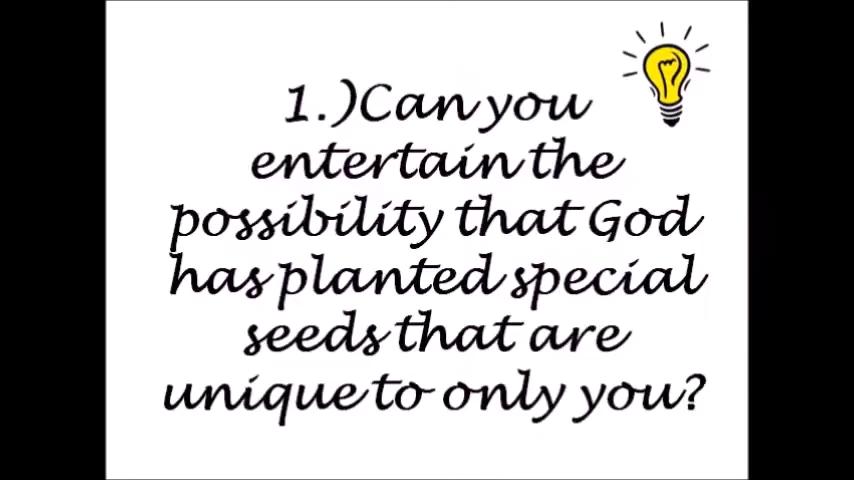 1.)Can you
entertain the
possibility that God
has planted special
seeds that are
unique to only you?